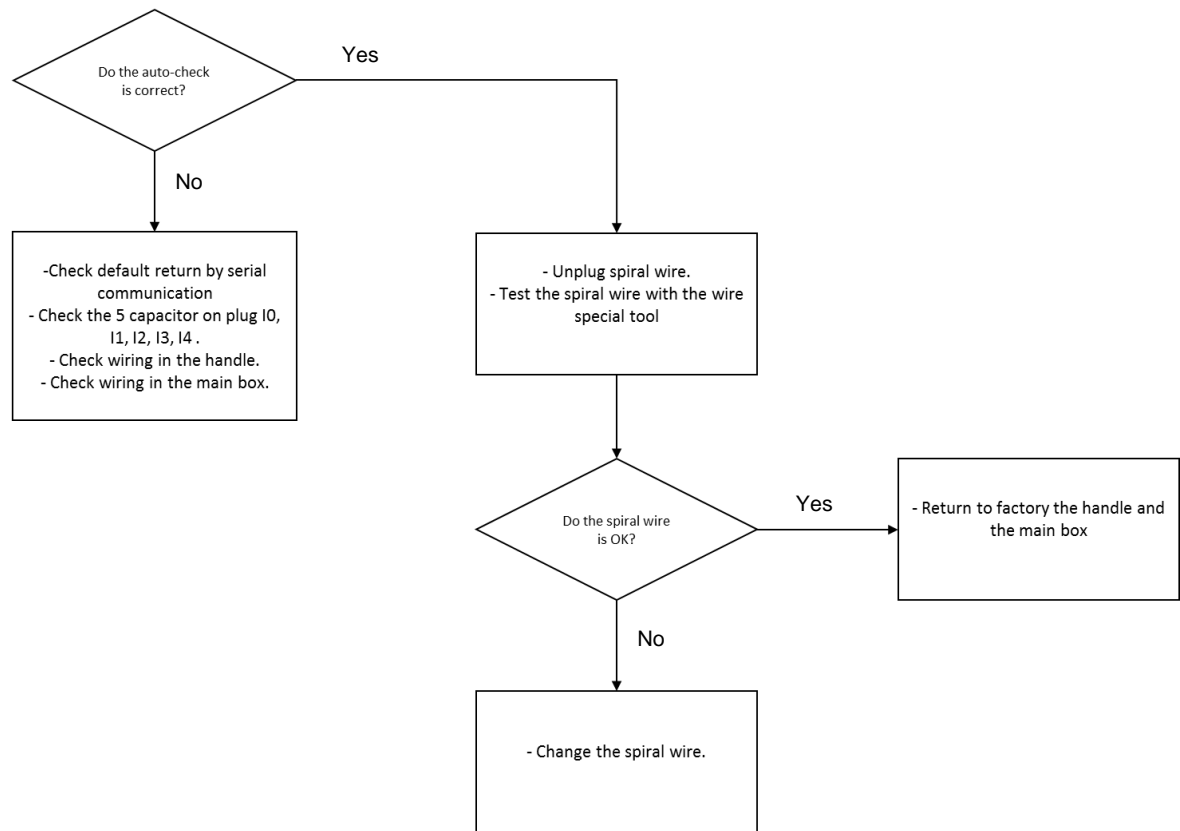 Do the auto-check
is correct?
Yes
No
-Check default return by serial
communication
- Check the 5 capacitor on plug I0,
I1, I2, I3, I4 .
- Check wiring in the handle.
- Check wiring in the main box.
- Unplug spiral wire.
- Test the spiral wire with the wire
special tool
Do the spiral wire
is OK?
Yes
- Return to factory the handle and
the main box
No
- Change the spiral wire.